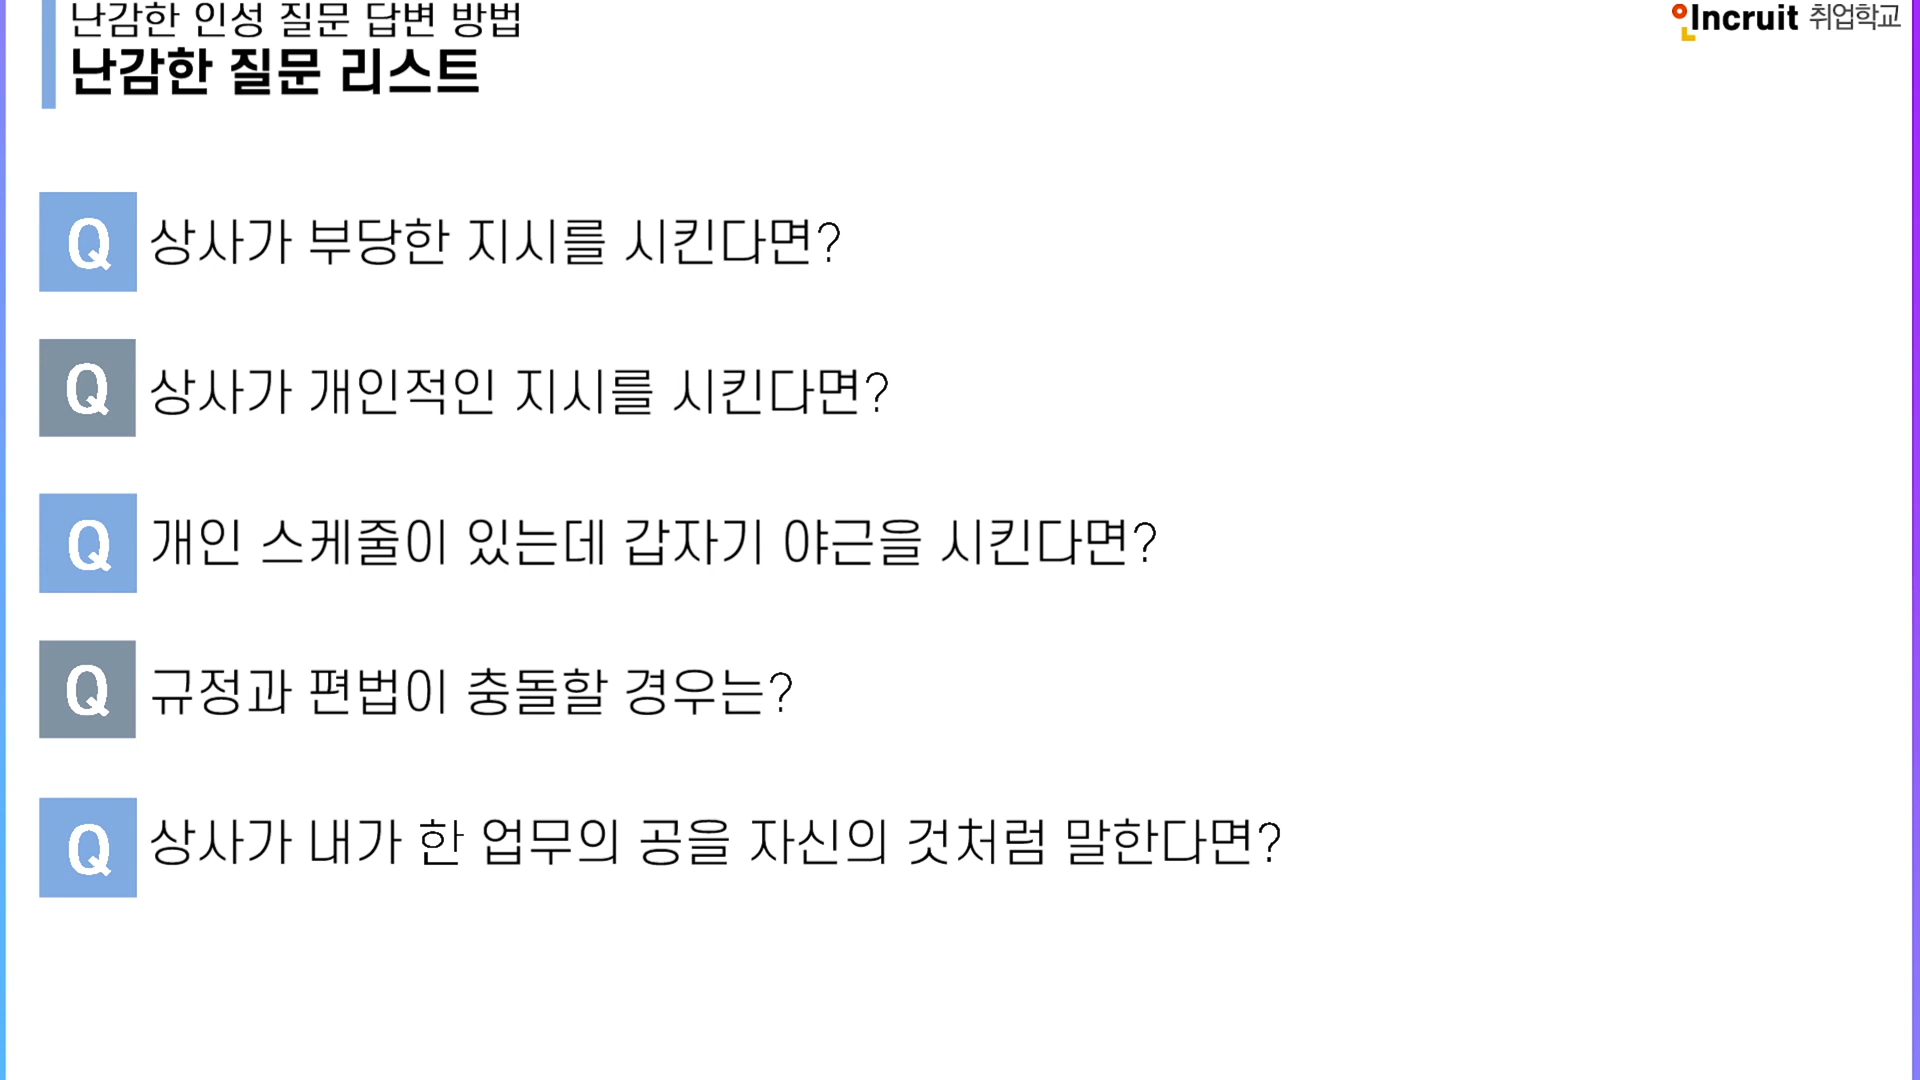 난감한 인성 질문 답변 방법
Incruit 취업학교
난감한 질문 리스트
Q 상사가 부당한 지시를 시킨다면?
Q 상사가 개인적인 지시를 시킨다면?
Q 개인 스케줄이 있는데 갑자기 야근을 시킨다면?
Q 규정과 편법이 충돌할 경우는?
Q 상사가 내가 한 업무의 공을 자신의 것처럼 말한다면?